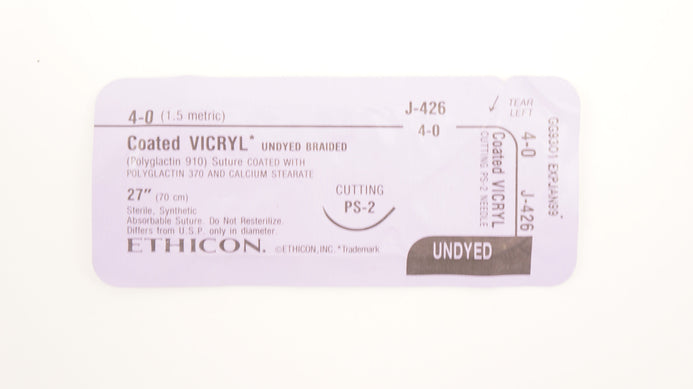 4-0 (1.5 metric)
J-426
4-0
TEAR
LEFT
Coated VICRYL* UNDYED BRAIDED
(Polyglactin 910) Suture COATED WITH
POLYGLACTIN 370 AND CALCIUM STEARATE
27″ (70 cm)
Sterile, Synthetic
Absorbable Suture. Do Not Resterilize.
Differs from U.S.P. only in diameter.
ETHICON. ©ETHICON, INC. *Trademark
CUTTING
PS-2
UNDYED
Coated VICRYL
CUTTING PS-2 NEEDLE
4-0 J-426
GG9301 EXPJAN99*